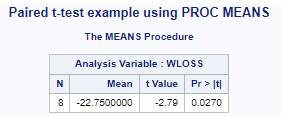 Paired t-test example using PROC MEANS
The MEANS Procedure
Analysis Variable : WLOSS
N Mean t Value Pr > |t|
8 -22.7500000 -2.79 0.0270